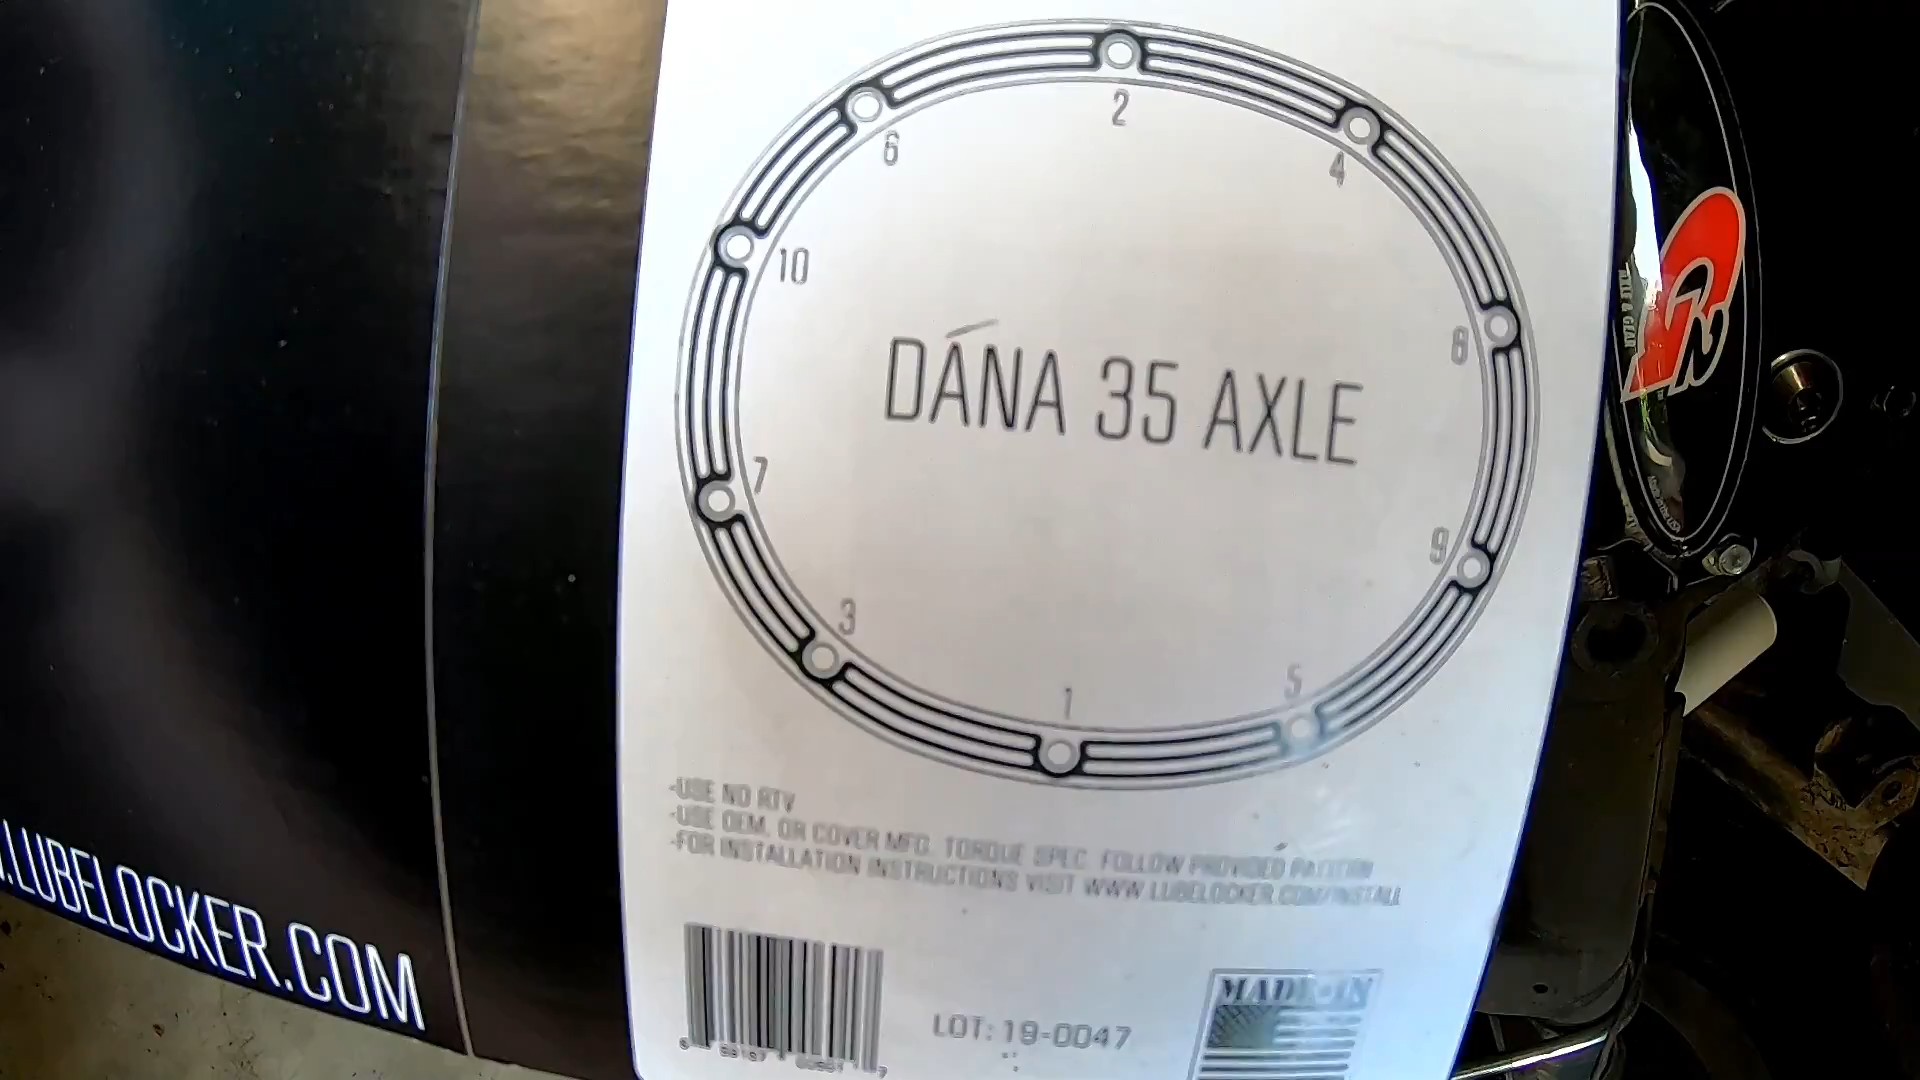 2
6
4
10
8
DANA 35 AXLE
7
9
3
5
1
-USE NO RTV
-USE OEM. OR COVER MFG. TORQUE SPEC. FOLLOW PROVIDED PATTERN
-FOR INSTALLATION INSTRUCTIONS VISIT WWW.LUBELOCKER.COM/INSTALL
.LUBELOCKER.COM
LOT: 19-0047
MADE-IN
AXLE & GEAR